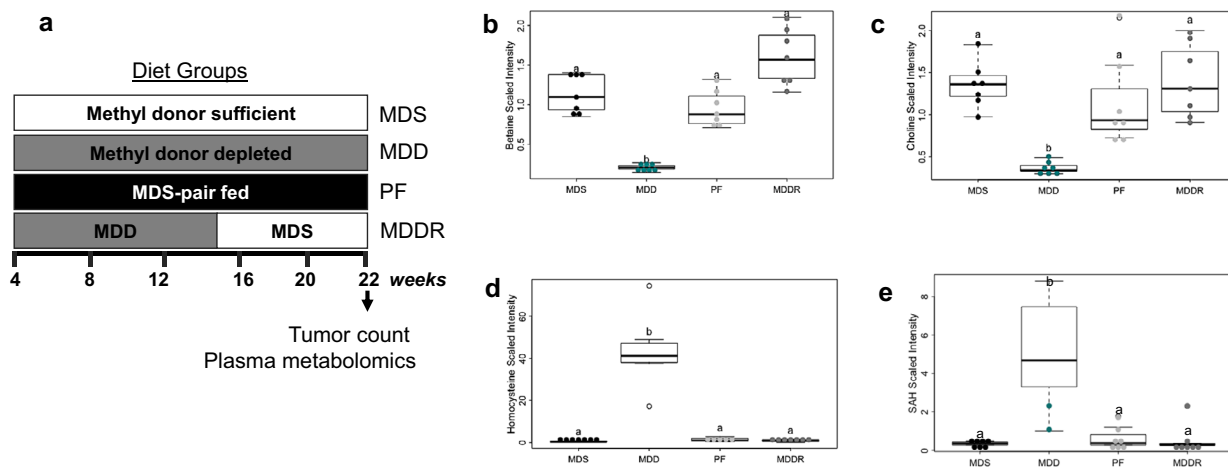 a
Diet Groups
Methyl donor sufficient MDS
Methyl donor depleted MDD
MDS-pair fed PF
MDD MDS MDDR
4 8 12 16 20 22 weeks
Tumor count
Plasma metabolomics
b
Betaine Scaled Intensity
0.5 1.0 1.5 2.0
a b a a
MDS MDD PF MDDR
c
Choline Scaled Intensity
0.5 1.0 1.5 2.0
a b a a
MDS MDD PF MDDR
d
Homocysteine Scaled Intensity
0 20 40 60
a b a a
MDS MDD PF MDDR
e
SAH Scaled Intensity
0 2 4 6 8
a b a a
MDS MDD PF MDDR